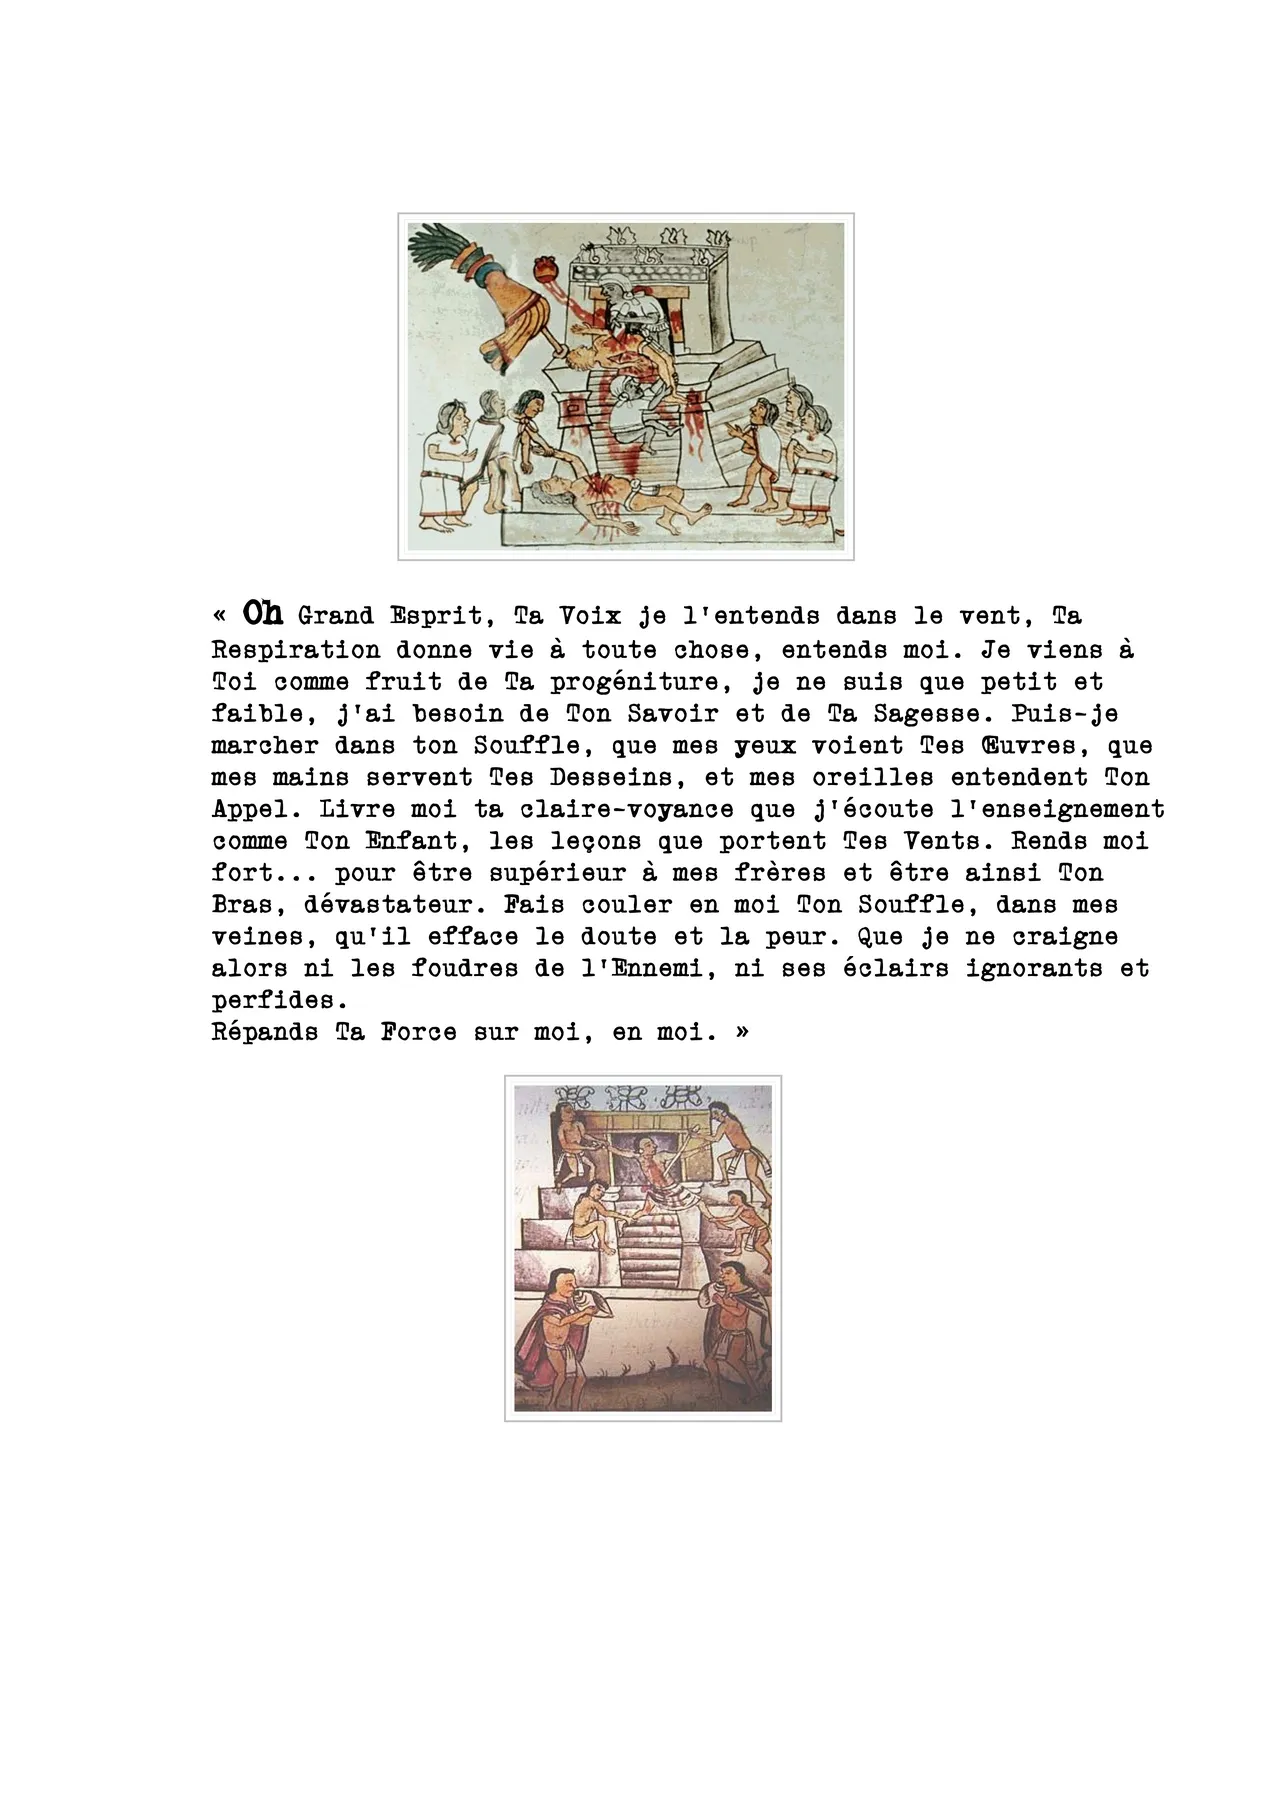 « Oh Grand Esprit, Ta Voix je l'entends dans le vent, Ta
Respiration donne vie à toute chose, entends moi. Je viens à
Toi comme fruit de Ta progéniture, je ne suis que petit et
faible, j'ai besoin de Ton Savoir et de Ta Sagesse. Puis-je
marcher dans ton Souffle, que mes yeux voient Tes Œuvres, que
mes mains servent Tes Desseins, et mes oreilles entendent Ton
Appel. Livre moi ta claire-voyance que j'écoute l'enseignement
comme Ton Enfant, les leçons que portent Tes Vents. Rends moi
fort... pour être supérieur à mes frères et être ainsi Ton
Bras, dévastateur. Fais couler en moi Ton Souffle, dans mes
veines, qu'il efface le doute et la peur. Que je ne craigne
alors ni les foudres de l'Ennemi, ni ses éclairs ignorants et
perfides.
Répands Ta Force sur moi, en moi. »